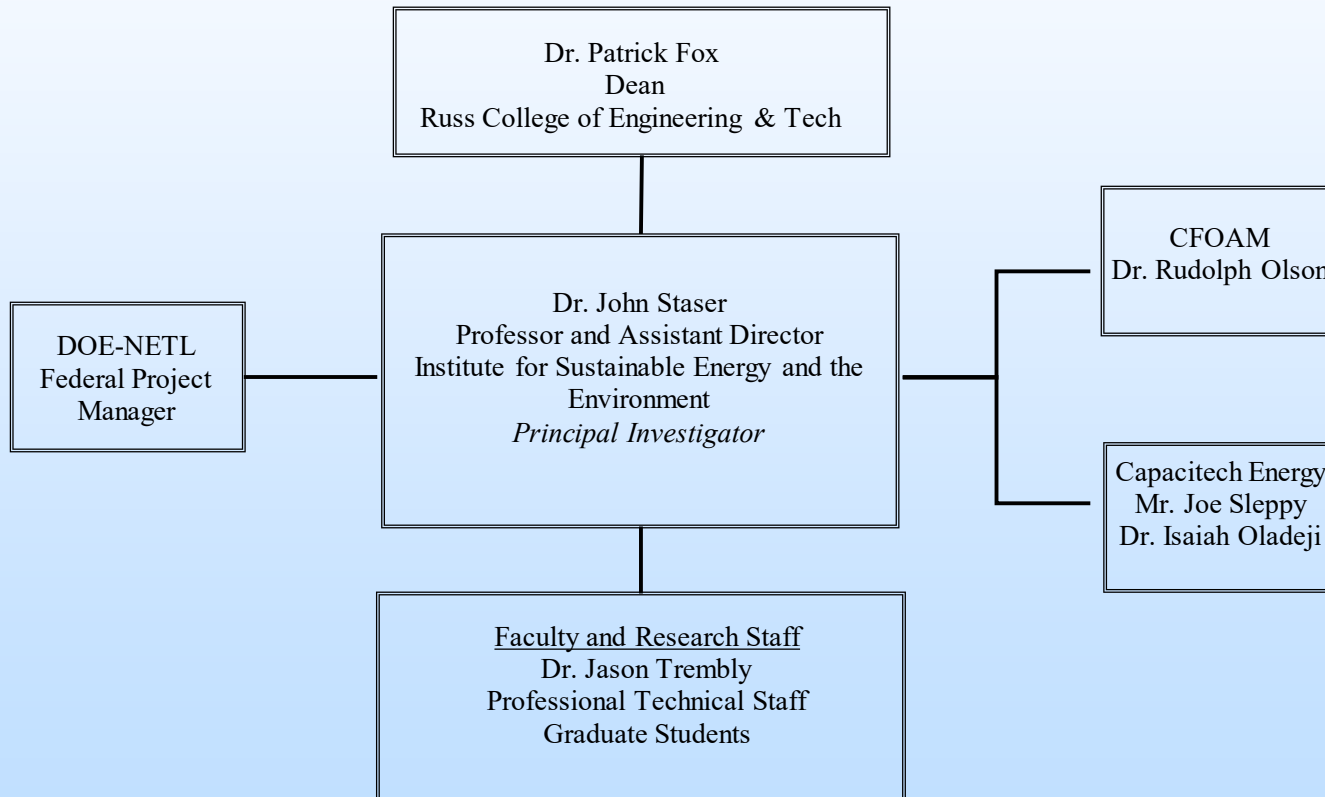 Dr. Patrick Fox
Dean
Russ College of Engineering & Tech
CFOAM
Dr. Rudolph Olson
Dr. John Staser
Professor and Assistant Director
Institute for Sustainable Energy and the
Environment
Principal Investigator
DOE-NETL
Federal Project
Manager
Capacitech Energy
Mr. Joe Sleppy
Dr. Isaiah Oladeji
Faculty and Research Staff
Dr. Jason Trembly
Professional Technical Staff
Graduate Students